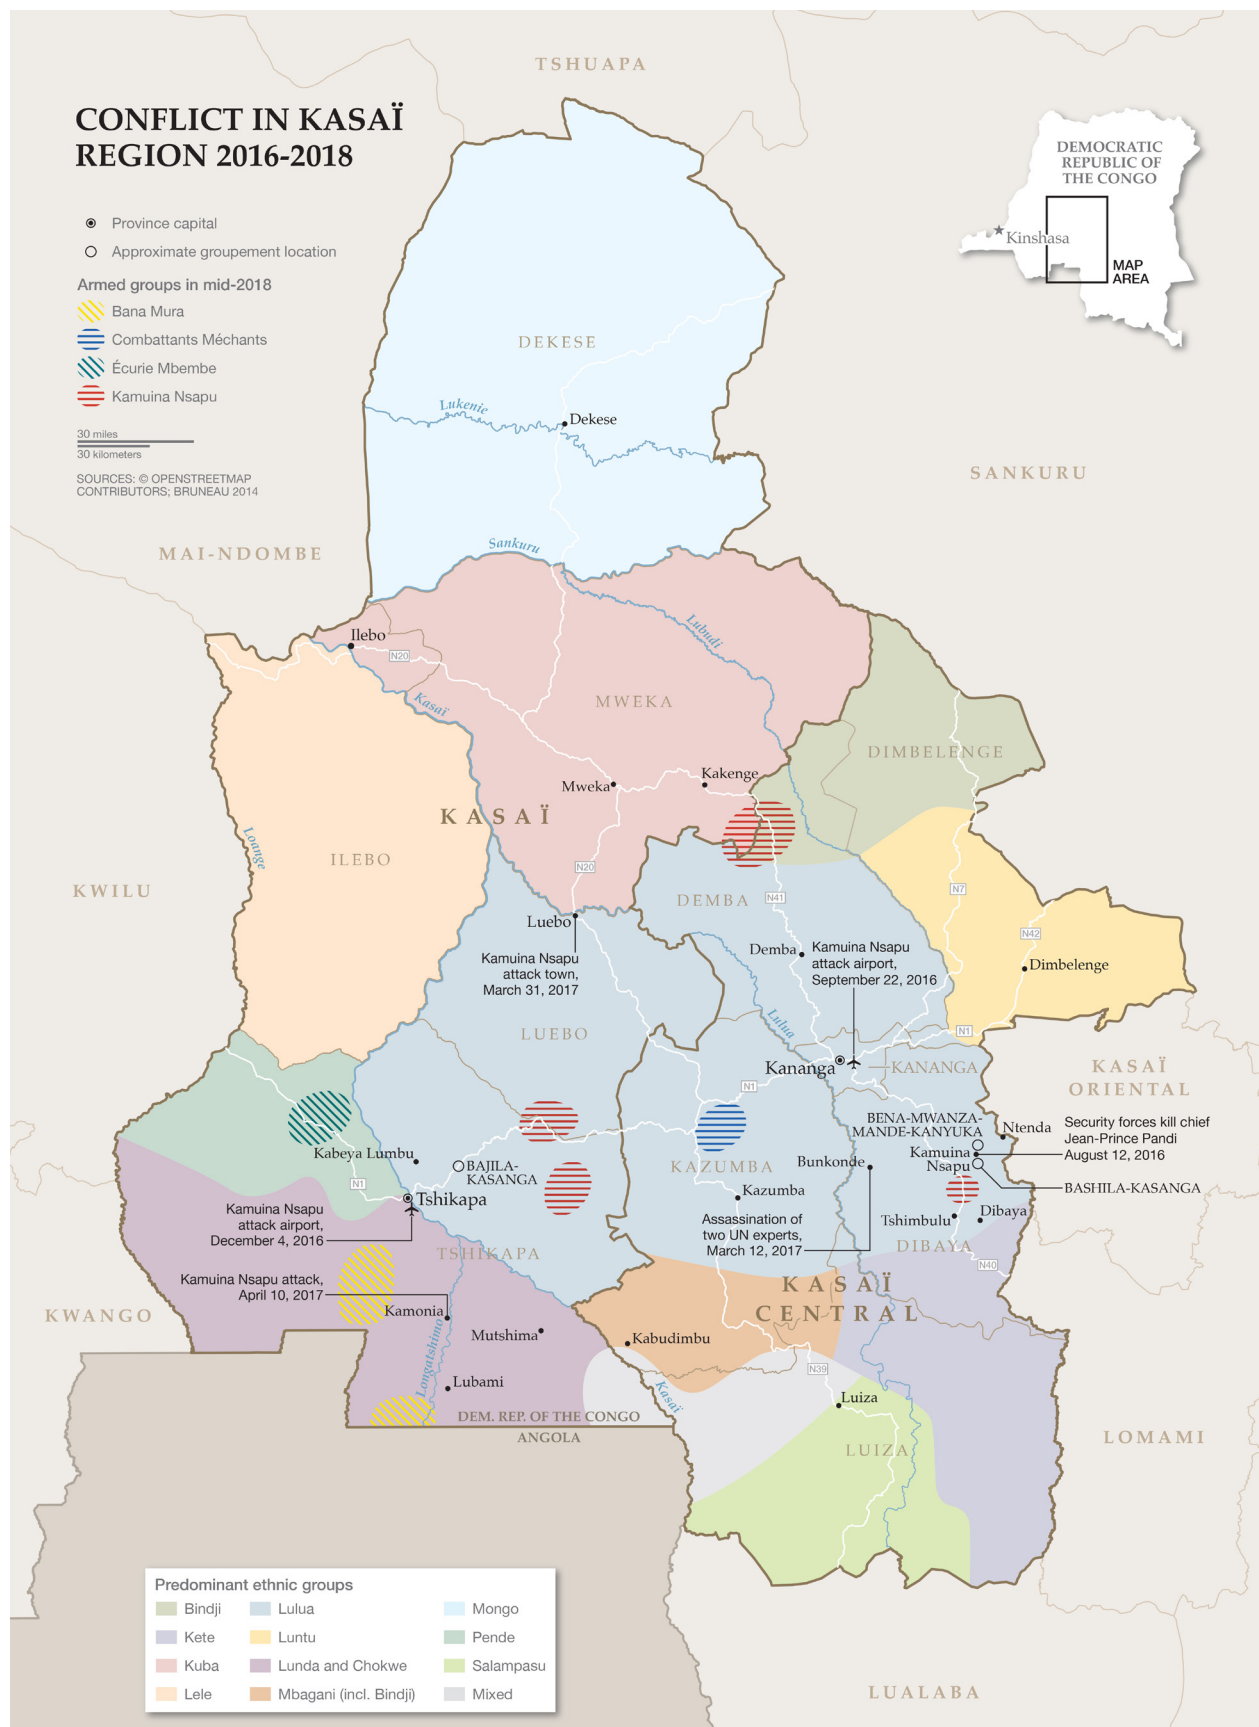 TSHUAPA
CONFLICT IN KASAÏ
REGION 2016-2018
Province capital
Approximate groupement location
Armed groups in mid-2018
Bana Mura
Combattants Méchants
Écurie Mbembe
Kamuina Nsapu
30 miles
30 kilometers
SOURCES: © OPENSTREETMAP
CONTRIBUTORS; BRUNEAU 2014
DEMOCRATIC
REPUBLIC OF
THE CONGO
Kinshasa
MAP
AREA
DEKESE
Lukenie
Dekese
SANKURU
MAI-NDOMBE
Sankuru
Lubudi
Ilebo
N20
Kasaï
MWEKA
DIMBELENGE
Mweka
Kakenge
KASAÏ
Loange
ILEBO
KWILU
N20
DEMBA
N41
N7
N42
Luebo
Kamuina Nsapu
attack town,
March 31, 2017
Demba
Kamuina Nsapu
attack airport,
September 22, 2016
Dimbelenge
Lulua
LUEBO
N1
Kananga
KANANGA
KASAÏ
ORIENTAL
N1
BENA-MWANZA-
MANDE-KANYUKA
Ntenda
Security forces kill chief
Jean-Prince Pandi
August 12, 2016
Kamuina
Nsapu
BASHILA-KASANGA
Kabeya Lumbu
BAJILA-
KASANGA
N1
Tshikapa
KAZUMBA
Bunkonde
Kazumba
Kamuina Nsapu
attack airport,
December 4, 2016
Assassination of
two UN experts,
March 12, 2017
Tshimbulu
Dibaya
DIBAYA
N40
TSHIKAPA
Kamuina Nsapu attack,
April 10, 2017
KASAÏ
CENTRAL
KWANGO
Kamonia
Longatshimo
Mutshima
Kabudimbu
Lubami
N39
Kasaï
Luiza
LUIZA
DEM. REP. OF THE CONGO
ANGOLA
LOMAMI
Predominant ethnic groups
Bindji
Kete
Kuba
Lele
Lulua
Luntu
Lunda and Chokwe
Mbagani (incl. Bindji)
Mongo
Pende
Salampasu
Mixed
LUALABA